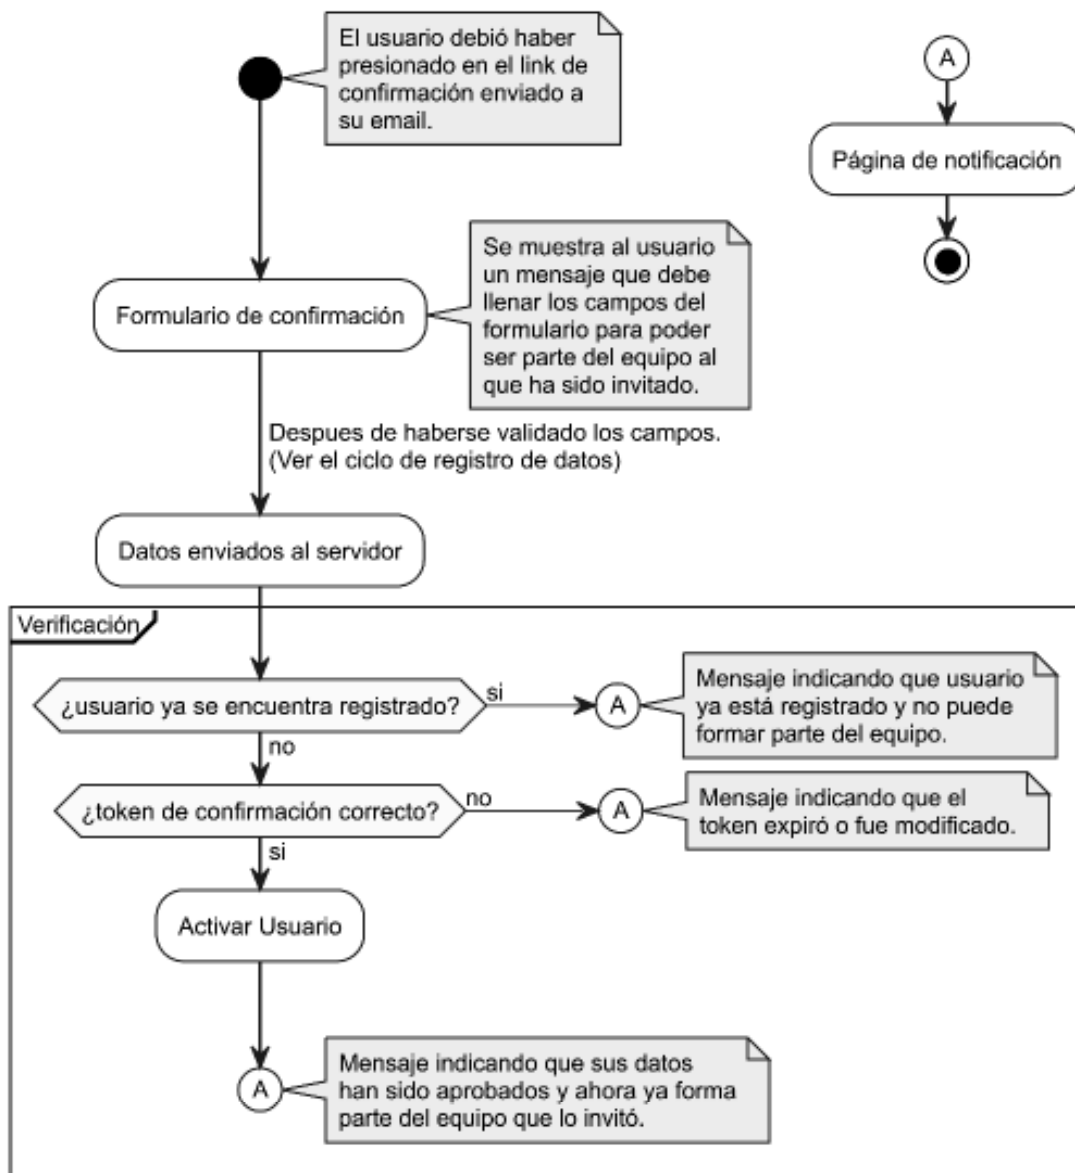 El usuario debió haber
presionado en el link de
confirmación enviado a
su email.
A
Página de notificación
Se muestra al usuario
un mensaje que debe
llenar los campos del
formulario para poder
ser parte del equipo al
que ha sido invitado.
Formulario de confirmación
Despues de haberse validado los campos.
(Ver el ciclo de registro de datos)
Datos enviados al servidor
Verificación
¿usuario ya se encuentra registrado?
si
A
Mensaje indicando que usuario
ya está registrado y no puede
formar parte del equipo.
no
¿token de confirmación correcto?
no
A
Mensaje indicando que el
token expiró o fue modificado.
si
Activar Usuario
A
Mensaje indicando que sus datos
han sido aprobados y ahora ya forma
parte del equipo que lo invitó.